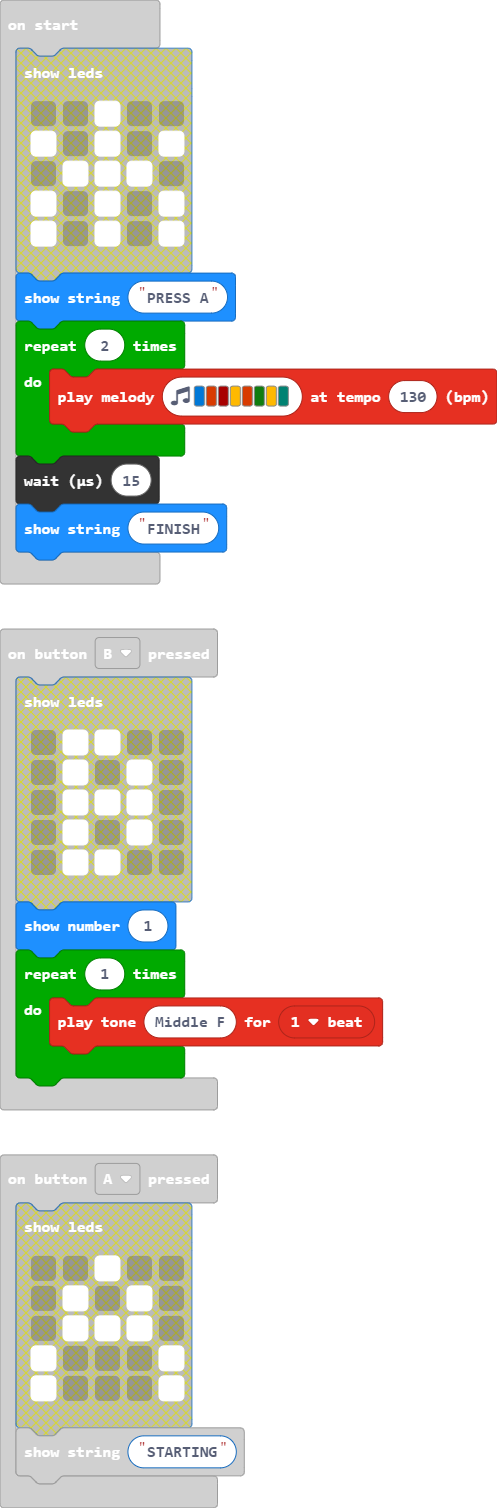 on start
show leds
show string "PRESS A"
repeat 2 times
do
play melody at tempo 130 (bpm)
wait (µs) 15
show string "FINISH"
on button B pressed
show leds
show number 1
repeat 1 times
do
play tone Middle F for 1 beat
on button A pressed
show leds
show string "STARTING"